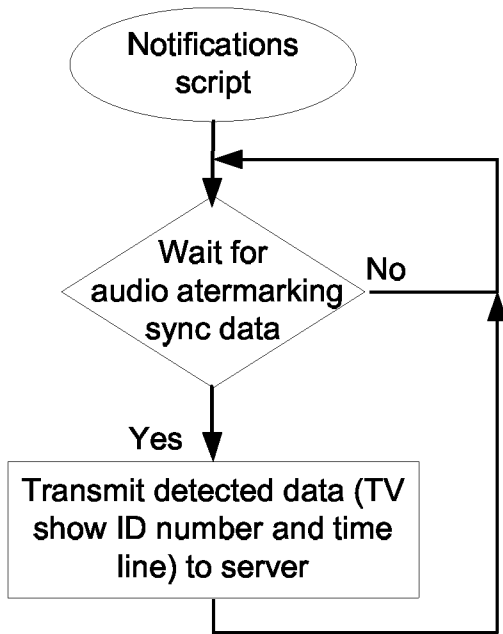 Notifications
script
Wait for
audio atermarking
sync data
No
Yes
Transmit detected data (TV
show ID number and time
line) to server